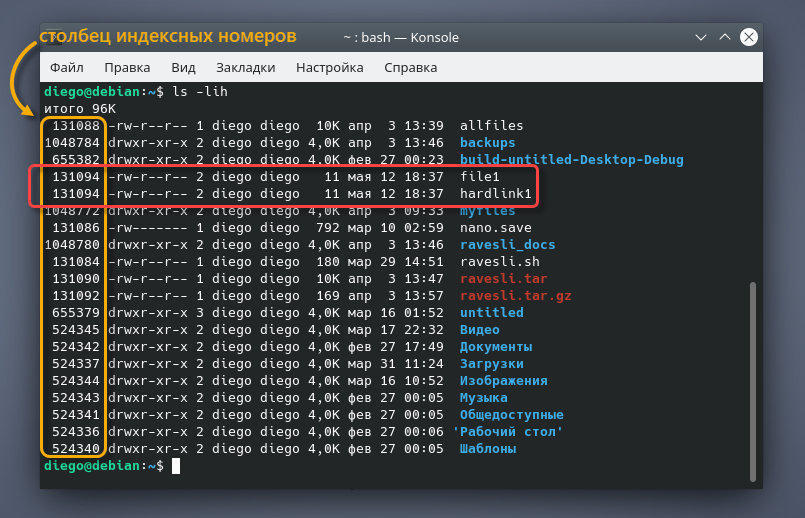 столбец индексных номеров
~ : bash — Konsole
Файл Правка Вид Закладки Настройка Справка
diego@debian:~$ ls -lih
итого 96K
131088 -rw-r--r-- 1 diego diego 10K апр 3 13:39 allfiles
1048784 drwxr-xr-x 2 diego diego 4,0K апр 3 13:46 backups
655382 drwxr-xr-x 2 diego diego 4,0K фев 27 00:23 build-untitled-Desktop-Debug
131094 -rw-r--r-- 2 diego diego 11 мая 12 18:37 file1
131094 -rw-r--r-- 2 diego diego 11 мая 12 18:37 hardlink1
1048772 drwxr-xr-x 2 diego diego 4,0K апр 3 09:33 myfiles
131086 -rw------- 1 diego diego 792 мар 10 02:59 nano.save
1048780 drwxr-xr-x 2 diego diego 4,0K апр 3 13:46 ravesli_docs
131084 -rw-r--r-- 1 diego diego 180 мар 29 14:51 ravesli.sh
131090 -rw-r--r-- 1 diego diego 10K апр 3 13:47 ravesli.tar
131092 -rw-r--r-- 1 diego diego 169 апр 3 13:57 ravesli.tar.gz
655379 drwxr-xr-x 3 diego diego 4,0K мар 16 01:52 untitled
524345 drwxr-xr-x 2 diego diego 4,0K мар 17 22:32 Видео
524342 drwxr-xr-x 2 diego diego 4,0K фев 27 17:49 Документы
524337 drwxr-xr-x 2 diego diego 4,0K мар 31 11:24 Загрузки
524344 drwxr-xr-x 2 diego diego 4,0K мар 16 10:52 Изображения
524343 drwxr-xr-x 2 diego diego 4,0K фев 27 00:05 Музыка
524341 drwxr-xr-x 2 diego diego 4,0K фев 27 00:05 Общедоступные
524336 drwxr-xr-x 2 diego diego 4,0K фев 27 00:06 'Рабочий стол'
524340 drwxr-xr-x 2 diego diego 4,0K фев 27 00:05 Шаблоны
diego@debian:~$